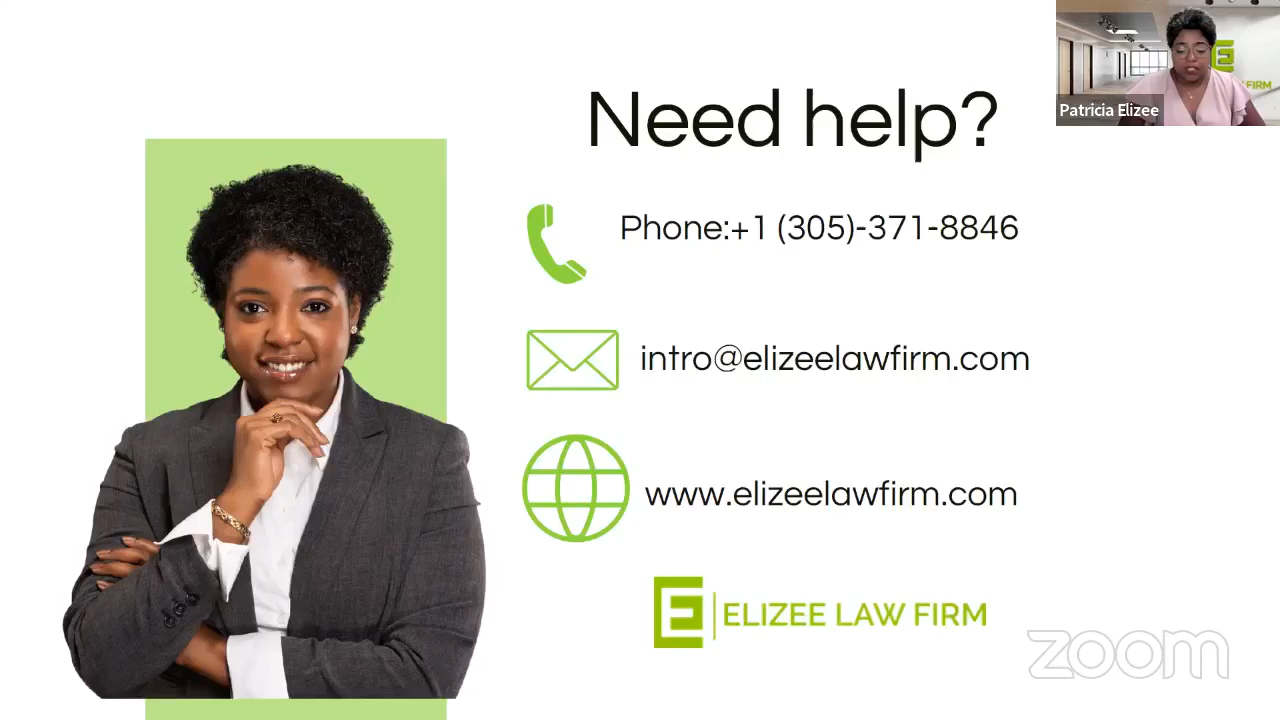 Need help?
Patricia Elizee
E FIRM
Phone:+1 (305)-371-8846
intro@elizeelawfirm.com
www.elizeelawfirm.com
E ELIZEE LAW FIRM
zoom